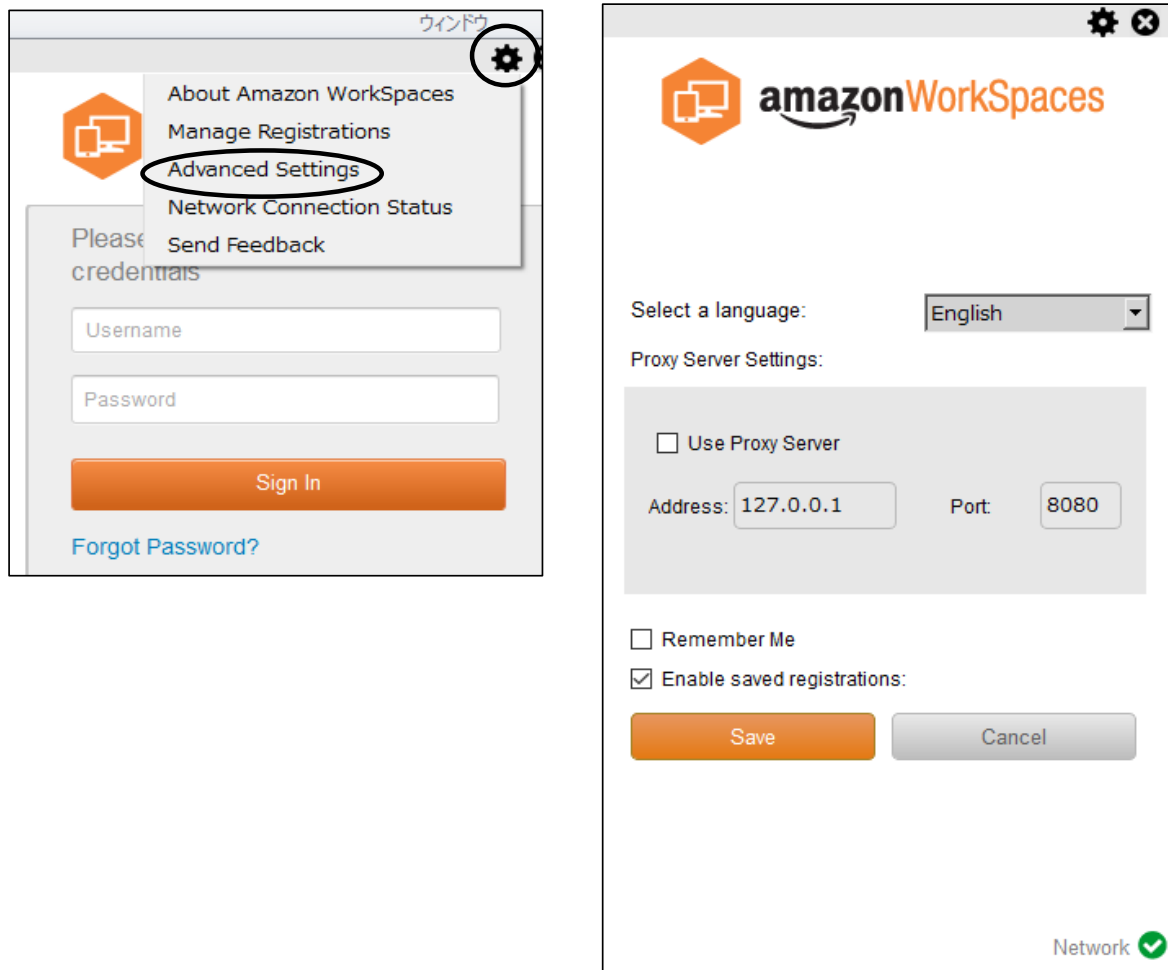 ウィンドウ
About Amazon WorkSpaces
Manage Registrations
Advanced Settings
Network Connection Status
Send Feedback
Please
credentials
Username
Password
Sign In
Forgot Password?
amazon WorkSpaces
Select a language: English
Proxy Server Settings:
Use Proxy Server
Address: 127.0.0.1 Port: 8080
Remember Me
Enable saved registrations:
Save Cancel
Network